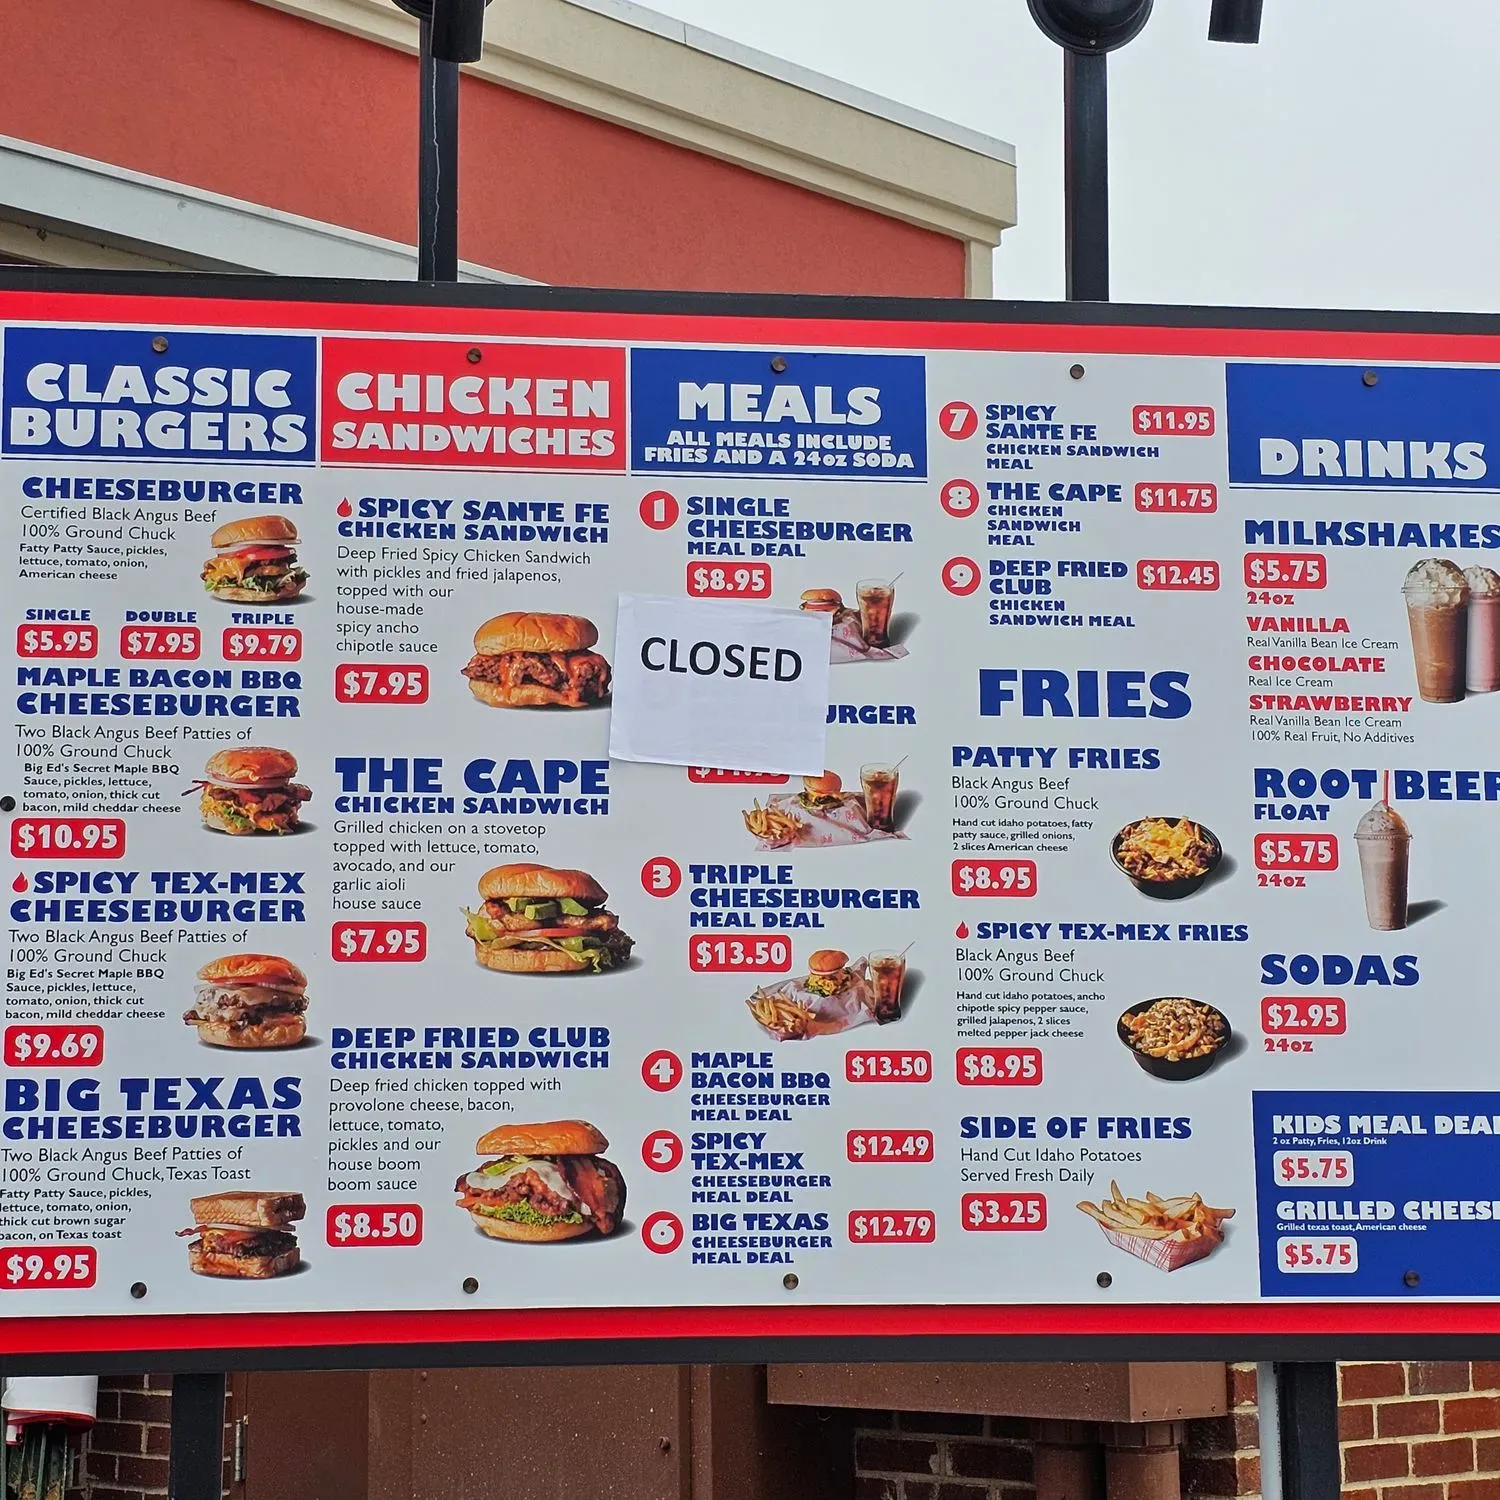 CLASSIC
BURGERS
CHEESEBURGER
Certified Black Angus Beef
100% Ground Chuck
Fatty Patty Sauce, pickles,
lettuce, tomato, onion,
American cheese
SINGLE DOUBLE TRIPLE
$5.95 $7.95 $9.79
MAPLE BACON BBQ
CHEESEBURGER
Two Black Angus Beef Patties of
100% Ground Chuck
Big Ed's Secret Maple BBQ
Sauce, pickles, lettuce,
tomato, onion, thick cut
bacon, mild cheddar cheese
$10.95
SPICY TEX-MEX
CHEESEBURGER
Two Black Angus Beef Patties of
100% Ground Chuck
Big Ed's Secret Maple BBQ
Sauce, pickles, lettuce,
tomato, onion, thick cut
bacon, mild cheddar cheese
$9.69
BIG TEXAS
CHEESEBURGER
Two Black Angus Beef Patties of
100% Ground Chuck, Texas Toast
Fatty Patty Sauce, pickles,
lettuce, tomato, onion,
thick cut brown sugar
bacon, on Texas toast
$9.95
CHICKEN
SANDWICHES
SPICY SANTE FE
CHICKEN SANDWICH
Deep Fried Spicy Chicken Sandwich
with pickles and fried jalapenos,
topped with our
house-made
spicy ancho
chipotle sauce
$7.95
THE CAPE
CHICKEN SANDWICH
Grilled chicken on a stovetop
topped with lettuce, tomato,
avocado, and our
garlic aioli
house sauce
$7.95
DEEP FRIED CLUB
CHICKEN SANDWICH
Deep fried chicken topped with
provolone cheese, bacon,
lettuce, tomato,
pickles and our
house boom
boom sauce
$8.50
MEALS
ALL MEALS INCLUDE
FRIES AND A 24oz SODA
1 SINGLE
CHEESEBURGER
MEAL DEAL
$8.95
CLOSED
URGER
3 TRIPLE
CHEESEBURGER
MEAL DEAL
$13.50
4 MAPLE
BACON BBQ
CHEESEBURGER
MEAL DEAL
$13.50
5 SPICY
TEX-MEX
CHEESEBURGER
MEAL DEAL
$12.49
6 BIG TEXAS
CHEESEBURGER
MEAL DEAL
$12.79
7 SPICY
SANTE FE
CHICKEN SANDWICH
MEAL
$11.95
8 THE CAPE
CHICKEN
SANDWICH
MEAL
$11.75
9 DEEP FRIED
CLUB
CHICKEN
SANDWICH MEAL
$12.45
FRIES
PATTY FRIES
Black Angus Beef
100% Ground Chuck
Hand cut idaho potatoes, fatty
patty sauce, grilled onions,
2 slices American cheese
$8.95
SPICY TEX-MEX FRIES
Black Angus Beef
100% Ground Chuck
Hand cut idaho potatoes, ancho
chipotle spicy pepper sauce,
grilled jalapenos, 2 slices
melted pepper jack cheese
$8.95
SIDE OF FRIES
Hand Cut Idaho Potatoes
Served Fresh Daily
$3.25
DRINKS
MILKSHAKES
$5.75
24oz
VANILLA
Real Vanilla Bean Ice Cream
CHOCOLATE
Real Ice Cream
STRAWBERRY
Real Vanilla Bean Ice Cream
100% Real Fruit, No Additives
ROOT BEER
FLOAT
$5.75
24oz
SODAS
$2.95
24oz
KIDS MEAL DEAL
2 oz Patty, Fries, 12oz Drink
$5.75
GRILLED CHEESE
Grilled texas toast, American cheese
$5.75